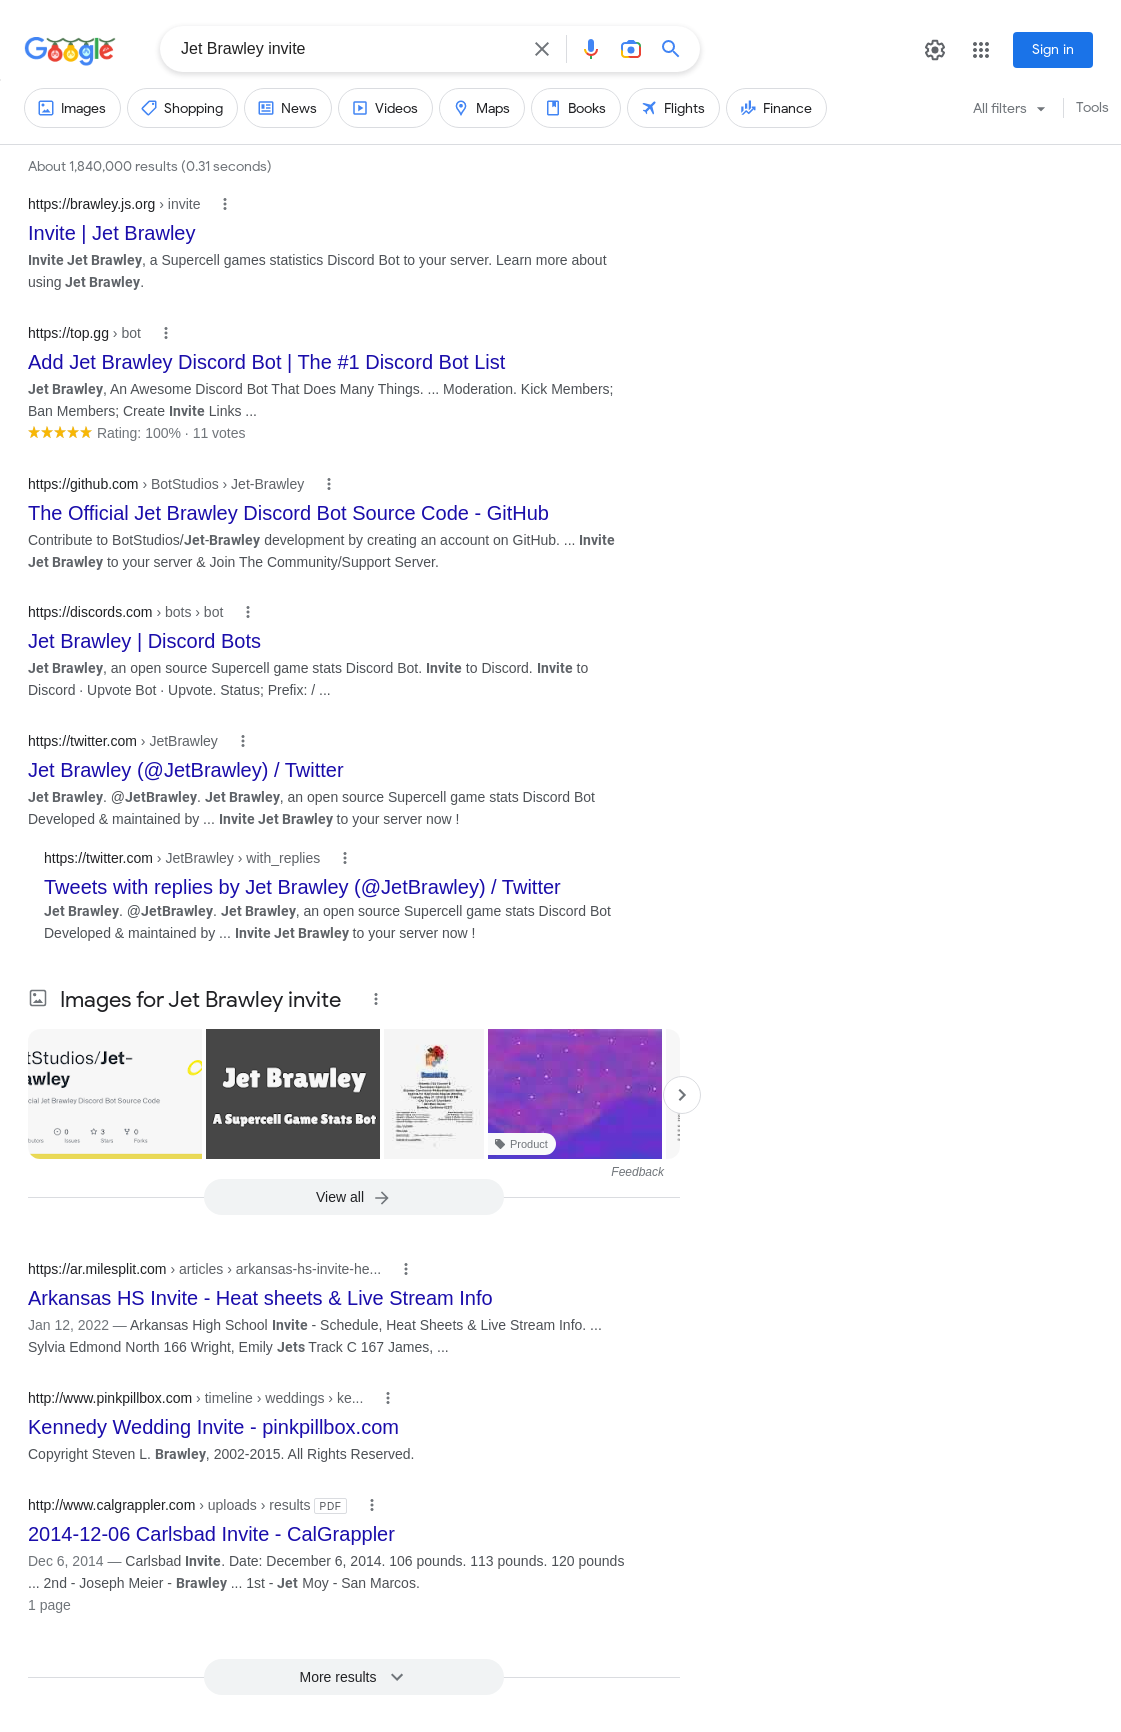 Google
Jet Brawley invite
Sign in
Images
Shopping
News
Videos
Maps
Books
Flights
Finance
All filters
Tools
About 1,840,000 results (0.31 seconds)
https://brawley.js.org › invite
Invite | Jet Brawley
Invite Jet Brawley, a Supercell games statistics Discord Bot to your server. Learn more about
using Jet Brawley.
https://top.gg › bot
Add Jet Brawley Discord Bot | The #1 Discord Bot List
Jet Brawley, An Awesome Discord Bot That Does Many Things. ... Moderation. Kick Members;
Ban Members; Create Invite Links ...
Rating: 100% · 11 votes
https://github.com › BotStudios › Jet-Brawley
The Official Jet Brawley Discord Bot Source Code - GitHub
Contribute to BotStudios/Jet-Brawley development by creating an account on GitHub. ... Invite
Jet Brawley to your server & Join The Community/Support Server.
https://discords.com › bots › bot
Jet Brawley | Discord Bots
Jet Brawley, an open source Supercell game stats Discord Bot. Invite to Discord. Invite to
Discord · Upvote Bot · Upvote. Status; Prefix: / ...
https://twitter.com › JetBrawley
Jet Brawley (@JetBrawley) / Twitter
Jet Brawley. @JetBrawley. Jet Brawley, an open source Supercell game stats Discord Bot
Developed & maintained by ... Invite Jet Brawley to your server now !
https://twitter.com › JetBrawley › with_replies
Tweets with replies by Jet Brawley (@JetBrawley) / Twitter
Jet Brawley. @JetBrawley. Jet Brawley, an open source Supercell game stats Discord Bot
Developed & maintained by ... Invite Jet Brawley to your server now !
Images for Jet Brawley invite
tStudios/Jet-
awley
cial Jet Brawley Discord Bot Source Code
0 3 0
Issues Stars Forks
Jet Brawley
A Supercell Game Stats Bot
Product
Feedback
View all
https://ar.milesplit.com › articles › arkansas-hs-invite-he...
Arkansas HS Invite - Heat sheets & Live Stream Info
Jan 12, 2022 — Arkansas High School Invite - Schedule, Heat Sheets & Live Stream Info. ...
Sylvia Edmond North 166 Wright, Emily Jets Track C 167 James, ...
http://www.pinkpillbox.com › timeline › weddings › ke...
Kennedy Wedding Invite - pinkpillbox.com
Copyright Steven L. Brawley, 2002-2015. All Rights Reserved.
http://www.calgrappler.com › uploads › results PDF
2014-12-06 Carlsbad Invite - CalGrappler
Dec 6, 2014 — Carlsbad Invite. Date: December 6, 2014. 106 pounds. 113 pounds. 120 pounds
... 2nd - Joseph Meier - Brawley ... 1st - Jet Moy - San Marcos.
1 page
More results